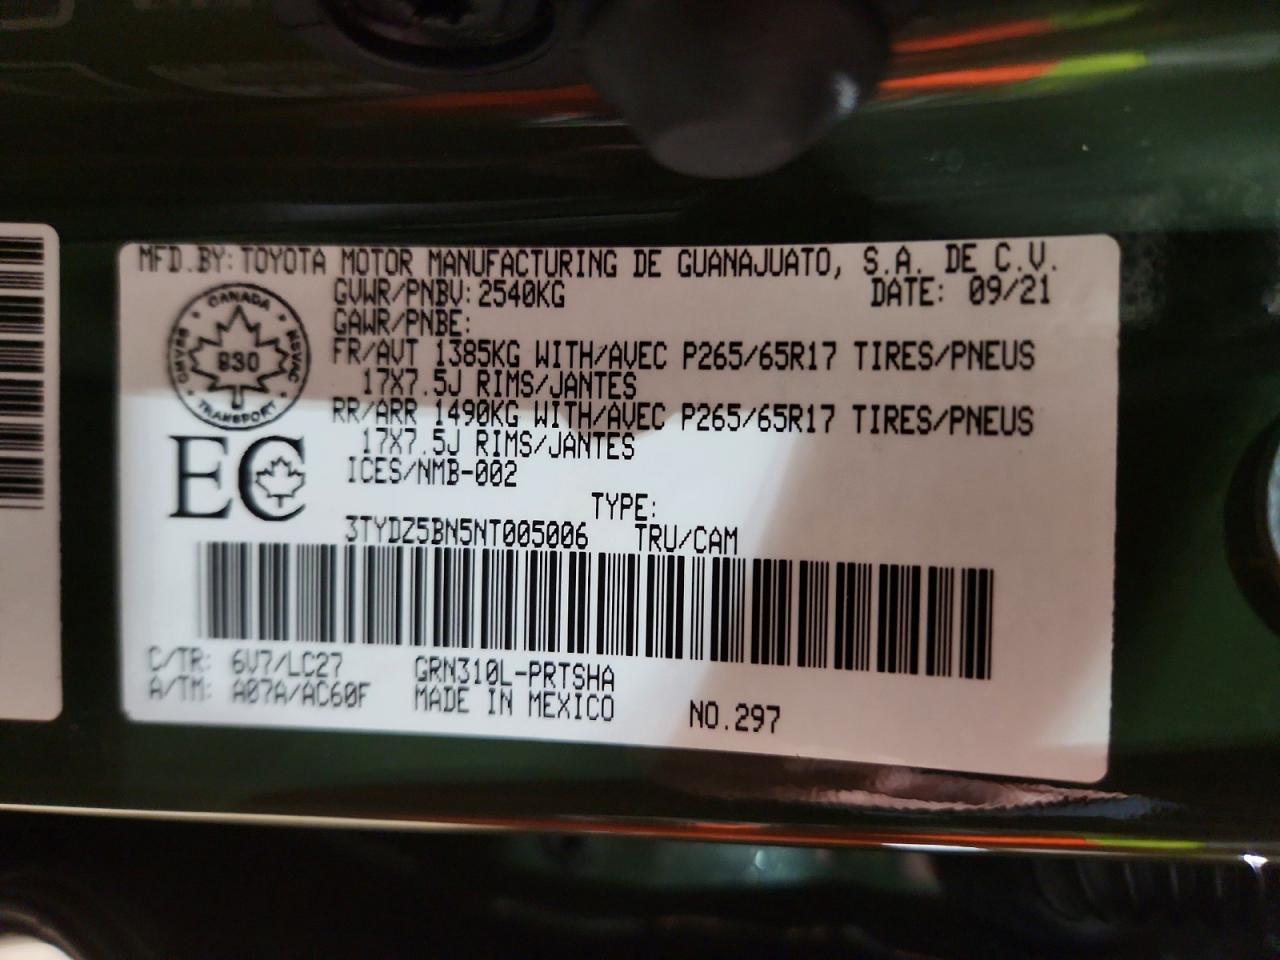 MFD.BY: TOYOTA MOTOR MANUFACTURING DE GUANAJUATO, S.A. DE C.V.
GVWR/PNBV: 2540KG DATE: 09/21
GAWR/PNBE:
FR/AVT 1385KG WITH/AVEC P265/65R17 TIRES/PNEUS
17X7.5J RIMS/JANTES
RR/ARR 1490KG WITH/AVEC P265/65R17 TIRES/PNEUS
17X7.5J RIMS/JANTES
ICES/NMB-002
CANADA
CMVSS NSVAC
830
TRANSPORT
EC
TYPE:
3TYDZ5BN5NT005006 TRU/CAM
C/TR: 6V7/LC27 GRN310L-PRTSHA
A/TM: A07A/AC60F MADE IN MEXICO NO.297